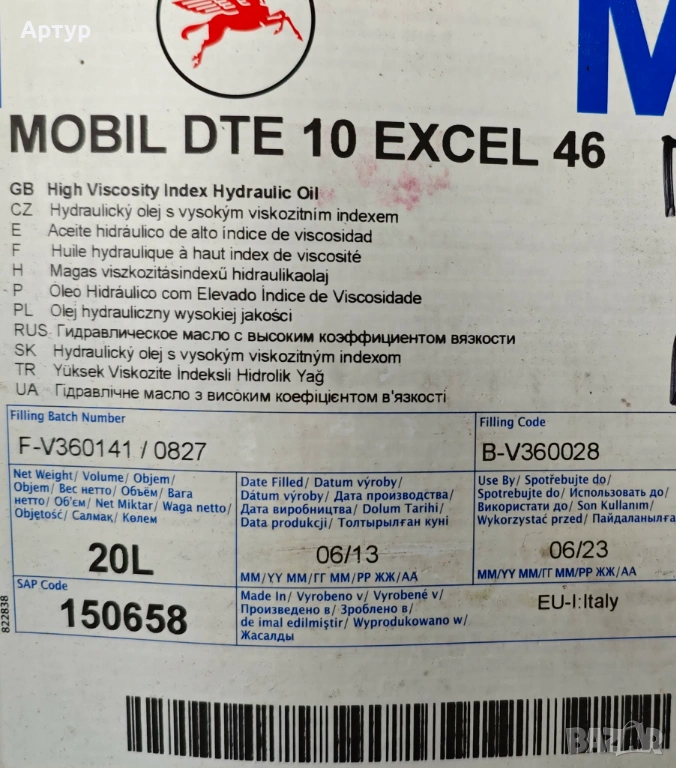 Артур
M
MOBIL DTE 10 EXCEL 46
GB High Viscosity Index Hydraulic Oil
CZ Hydraulický olej s vysokým viskozitním indexem
E Aceite hidráulico de alto índice de viscosidad
F Huile hydraulique à haut index de viscosité
H Magas viszkozitásindexű hidraulikaolaj
P Óleo Hidráulico com Elevado Índice de Viscosidade
PL Olej hydrauliczny wysokiej jakości
RUS Гидравлическое масло с высоким коэффициентом вязкости
SK Hydraulický olej s vysokým viskozitným indexom
TR Yüksek Viskozite İndeksli Hidrolik Yağ
UA Гідравлічне масло з високим коефіцієнтом в'язкості
Filling Batch Number
F-V360141 / 0827
Filling Code
B-V360028
Net Weight/ Volume/ Objem/
Objem/ Вес нетто/ Объём/ Вага
нетто/ Об'єм/ Net Miktar/ Waga netto/
Objętość/ Салмақ/ Көлем
20L
Date Filled/ Datum výroby/
Dátum výroby/ Дата производства/
Дата виробництва/ Dolum Tarihi/
Data produkcji/ Толтырылған күні
06/13
MM/YY MM/ГГ MM/РР ЖЖ/АА
Use By/ Spotřebujte do/
Spotrebujte do/ Использовать до/
Використати до/ Son Kullanım/
Wykorzystać przed/ Пайдаланылға
06/23
MM/YY MM/ГГ MM/РР ЖЖ/АА
SAP Code
150658
Made In/ Vyrobeno v/ Vyrobené v/
Произведено в/ Зроблено в/
de imal edilmiştir/ Wyprodukowano w/
Жасалды
EU-I:Italy
822838
BAZAR